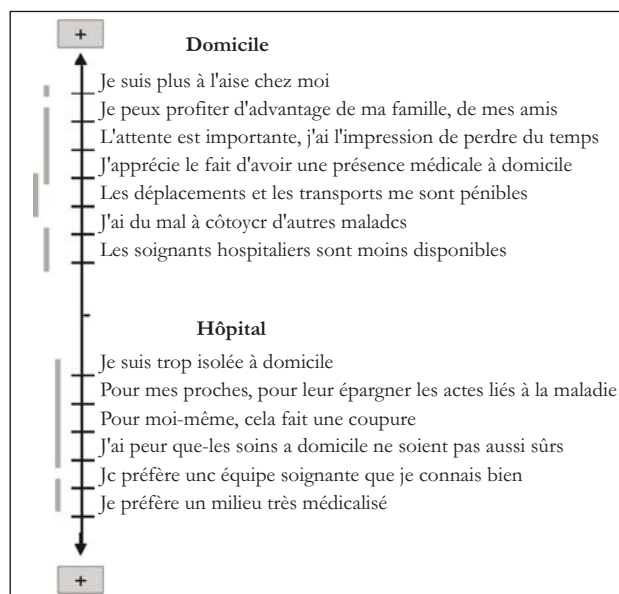 +
Domicile
Je suis plus à l'aise chez moi
Je peux profiter d'advantage de ma famille, de mes amis
L'attente est importante, j'ai l'impression de perdre du temps
J'apprécie le fait d'avoir une présence médicale à domicile
Les déplacements et les transports me sont pénibles
J'ai du mal à côtoycr d'autres maladcs
Les soignants hospitaliers sont moins disponibles
Hôpital
Je suis trop isolée à domicile
Pour mes proches, pour leur épargner les actes liés à la maladie
Pour moi-même, cela fait une coupure
J'ai peur que-les soins a domicile ne soient pas aussi sûrs
Jc préfère unc équipe soignante que je connais bien
Je préfère un milieu très médicalisé
+